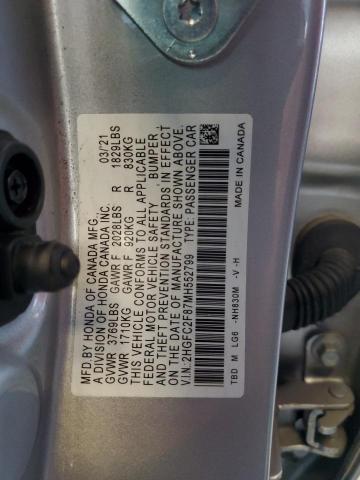 MFD.BY HONDA OF CANADA MFG. 03/21
A DIVISION OF HONDA CANADA INC.
GVWR 3769LBS GAWR F 2028LBS R 1829LBS
GVWR 1710KG GAWR F 920KG R 830KG
THIS VEHICLE CONFORMS TO ALL APPLICABLE
FEDERAL MOTOR VEHICLE SAFETY, BUMPER,
AND THEFT PREVENTION STANDARDS IN EFFECT
ON THE DATE OF MANUFACTURE SHOWN ABOVE.
V.I.N:2HGFC2F87MH552799 TYPE: PASSENGER CAR
TBD M LG6 -NH830M -V -H MADE IN CANADA